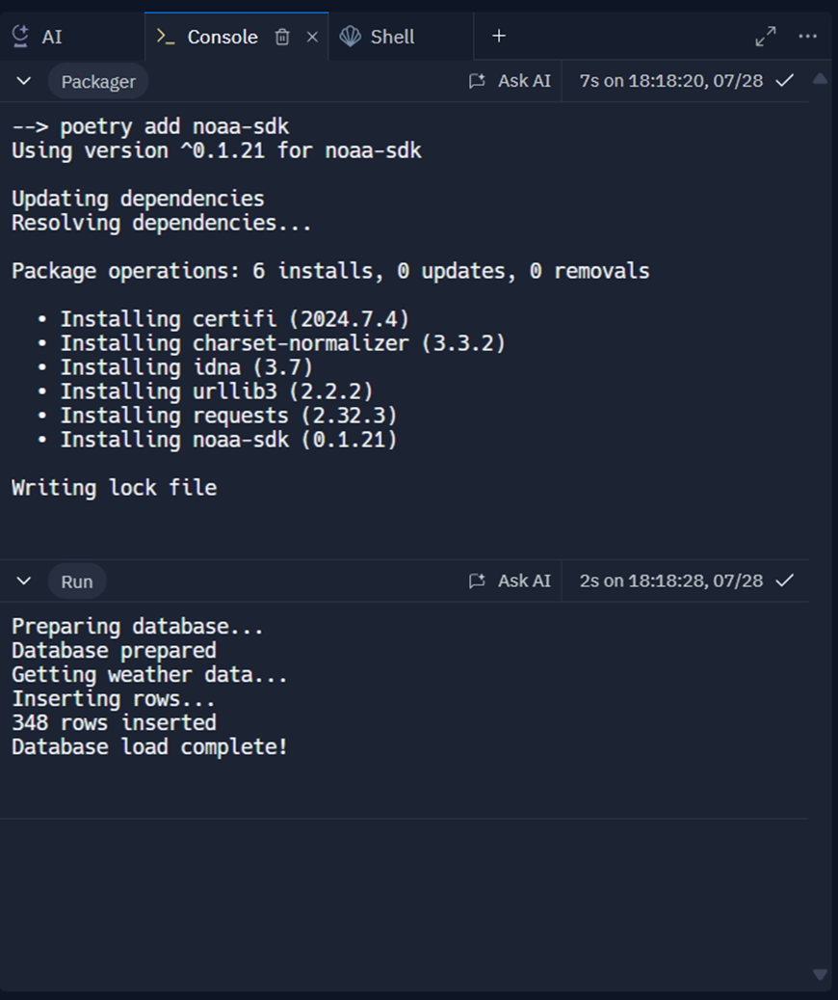 AI
Console
Shell
Packager
Ask AI
7s on 18:18:20, 07/28
--> poetry add noaa-sdk
Using version ^0.1.21 for noaa-sdk
Updating dependencies
Resolving dependencies...
Package operations: 6 installs, 0 updates, 0 removals
• Installing certifi (2024.7.4)
• Installing charset-normalizer (3.3.2)
• Installing idna (3.7)
• Installing urllib3 (2.2.2)
• Installing requests (2.32.3)
• Installing noaa-sdk (0.1.21)
Writing lock file
Run
Ask AI
2s on 18:18:28, 07/28
Preparing database...
Database prepared
Getting weather data...
Inserting rows...
348 rows inserted
Database load complete!